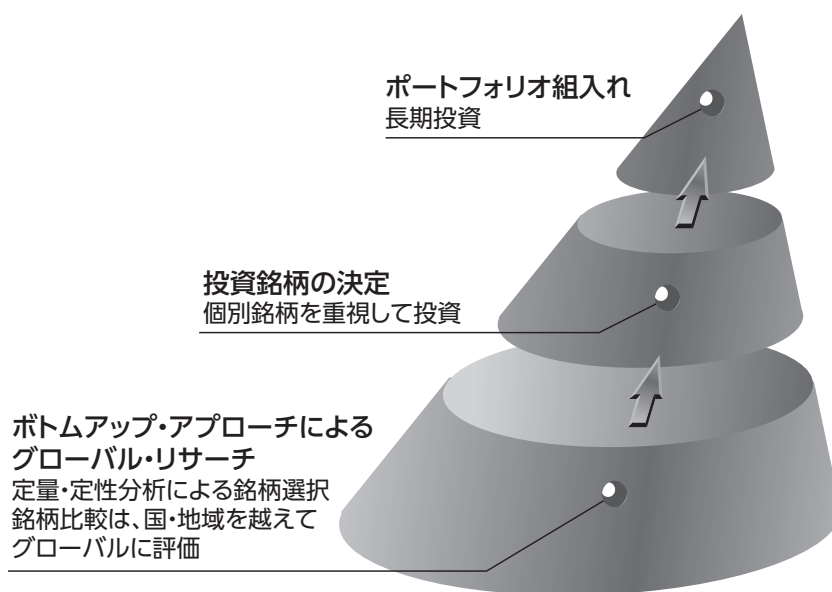 ポートフォリオ組入れ
長期投資
投資銘柄の決定
個別銘柄を重視して投資
ボトムアップ・アプローチによる
グローバル・リサーチ
定量・定性分析による銘柄選択
銘柄比較は、国・地域を越えて
グローバルに評価